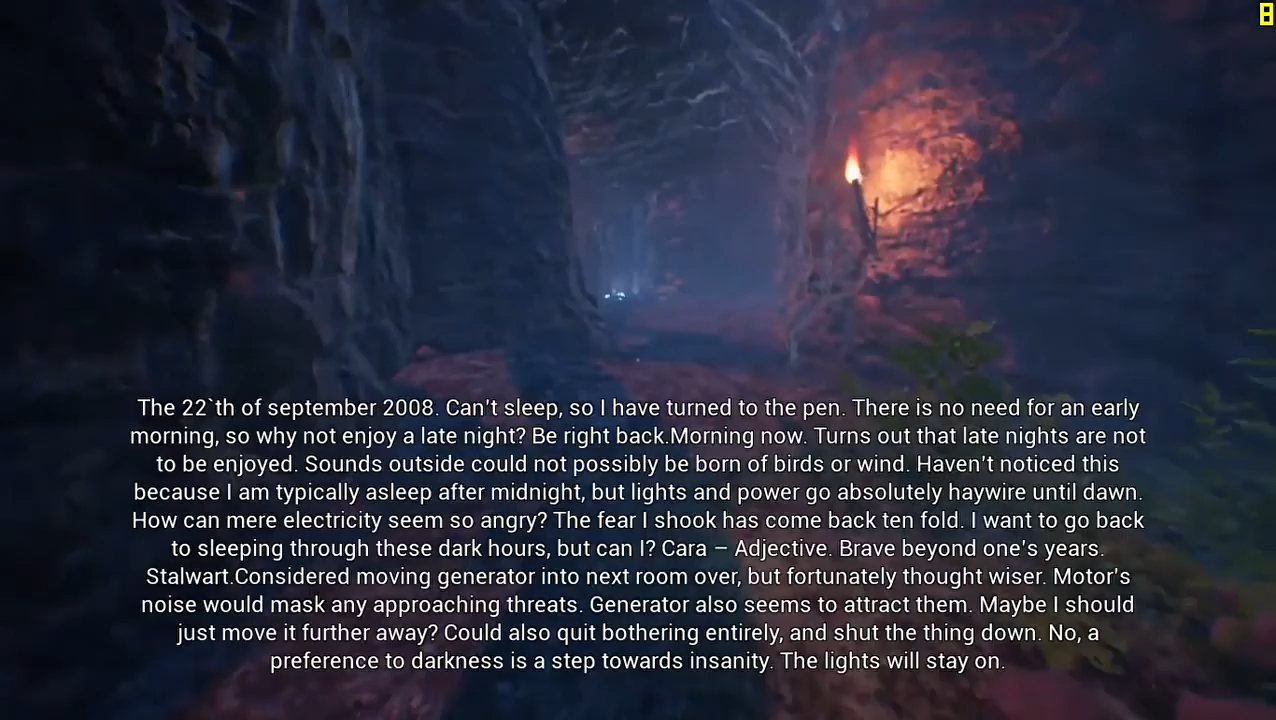 8
The 22`th of september 2008. Can't sleep, so I have turned to the pen. There is no need for an early
morning, so why not enjoy a late night? Be right back.Morning now. Turns out that late nights are not
to be enjoyed. Sounds outside could not possibly be born of birds or wind. Haven't noticed this
because I am typically asleep after midnight, but lights and power go absolutely haywire until dawn.
How can mere electricity seem so angry? The fear I shook has come back ten fold. I want to go back
to sleeping through these dark hours, but can I? Cara – Adjective. Brave beyond one's years.
Stalwart.Considered moving generator into next room over, but fortunately thought wiser. Motor's
noise would mask any approaching threats. Generator also seems to attract them. Maybe I should
just move it further away? Could also quit bothering entirely, and shut the thing down. No, a
preference to darkness is a step towards insanity. The lights will stay on.